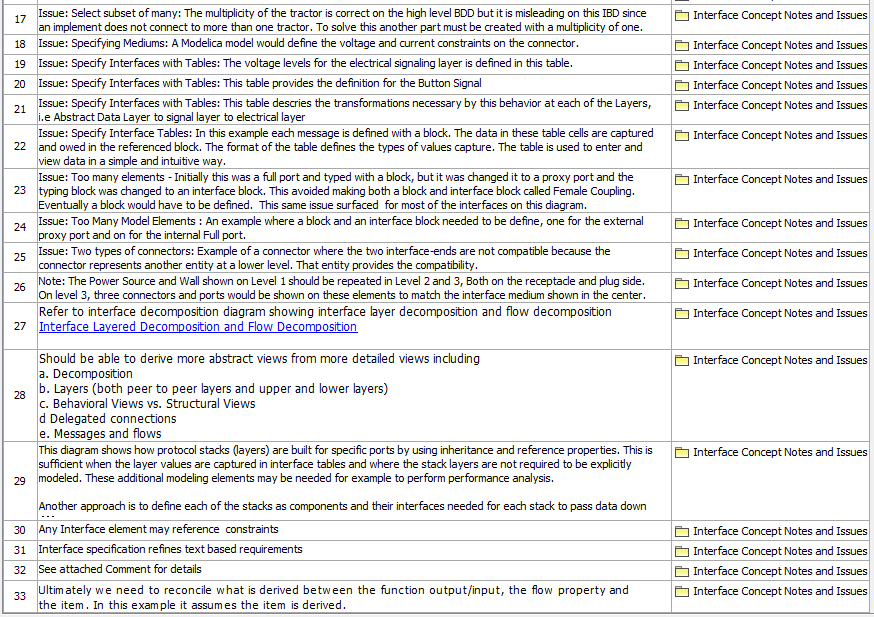 17 Issue: Select subset of many: The multiplicity of the tractor is correct on the high level BDD but it is misleading on this IBD since Interface Concept Notes and Issues
an implement does not connect to more than one tractor. To solve this another part must be created with a multiplicity of one.
18 Issue: Specifying Mediums: A Modelica model would define the voltage and current constraints on the connector. Interface Concept Notes and Issues
19 Issue: Specify Interfaces with Tables: The voltage levels for the electrical signaling layer is defined in this table. Interface Concept Notes and Issues
20 Issue: Specify Interfaces with Tables: This table provides the definition for the Button Signal Interface Concept Notes and Issues
21 Issue: Specify Interfaces with Tables: This table descries the transformations necessary by this behavior at each of the Layers, Interface Concept Notes and Issues
i.e Abstract Data Layer to signal layer to electrical layer
22 Issue: Specify Interface Tables: In this example each message is defined with a block. The data in these table cells are captured Interface Concept Notes and Issues
and owed in the referenced block. The format of the table defines the types of values capture. The table is used to enter and
view data in a simple and intuitive way.
23 Issue: Too many elements - Initially this was a full port and typed with a block, but it was changed it to a proxy port and the Interface Concept Notes and Issues
typing block was changed to an interface block. This avoided making both a block and interface block called Female Coupling.
Eventually a block would have to be defined. This same issue surfaced for most of the interfaces on this diagram.
24 Issue: Too Many Model Elements : An example where a block and an interface block needed to be define, one for the external Interface Concept Notes and Issues
proxy port and on for the internal Full port.
25 Issue: Two types of connectors: Example of a connector where the two interface-ends are not compatible because the Interface Concept Notes and Issues
connector represents another entity at a lower level. That entity provides the compatibility.
26 Note: The Power Source and Wall shown on Level 1 should be repeated in Level 2 and 3, Both on the receptacle and plug side. Interface Concept Notes and Issues
On level 3, three connectors and ports would be shown on these elements to match the interface medium shown in the center.
27 Refer to interface decomposition diagram showing interface layer decomposition and flow decomposition Interface Concept Notes and Issues
Interface Layered Decomposition and Flow Decomposition
28 Should be able to derive more abstract views from more detailed views including Interface Concept Notes and Issues
a. Decomposition
b. Layers (both peer to peer layers and upper and lower layers)
c. Behavioral Views vs. Structural Views
d Delegated connections
e. Messages and flows
29 This diagram shows how protocol stacks (layers) are built for specific ports by using inheritance and reference properties. This is Interface Concept Notes and Issues
sufficient when the layer values are captured in interface tables and where the stack layers are not required to be explicitly
modeled. These additional modeling elements may be needed for example to perform performance analysis.
Another approach is to define each of the stacks as components and their interfaces needed for each stack to pass data down
...
30 Any Interface element may reference constraints Interface Concept Notes and Issues
31 Interface specification refines text based requirements Interface Concept Notes and Issues
32 See attached Comment for details Interface Concept Notes and Issues
33 Ultimately we need to reconcile what is derived between the function output/input, the flow property and Interface Concept Notes and Issues
the item. In this example it assumes the item is derived.